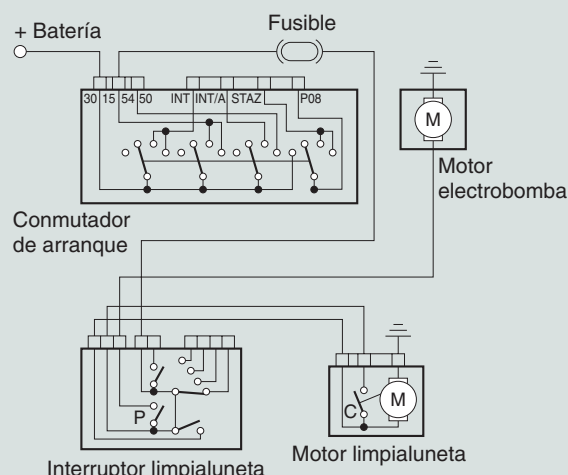 + Batería
Fusible
30 15 54 50 INT INT/A STAZ P08
M
Motor
electrobomba
Conmutador
de arranque
P
C
M
Interruptor limpialuneta
Motor limpialuneta